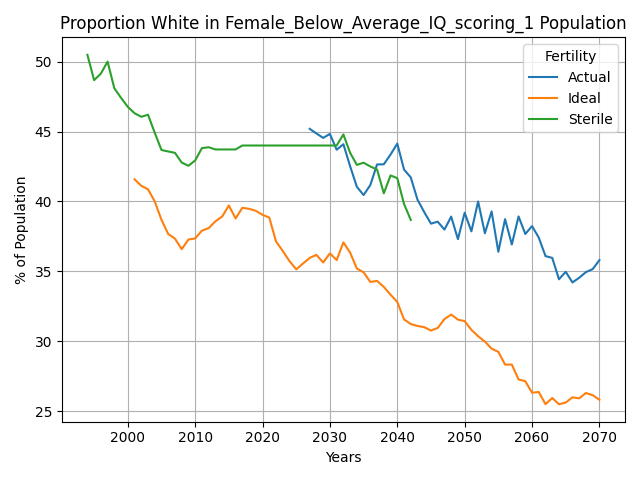 Proportion White in Female_Below_Average_IQ_scoring_1 Population
Fertility
Actual
Ideal
Sterile
% of Population
50
45
40
35
30
25
2000 2010 2020 2030 2040 2050 2060 2070
Years